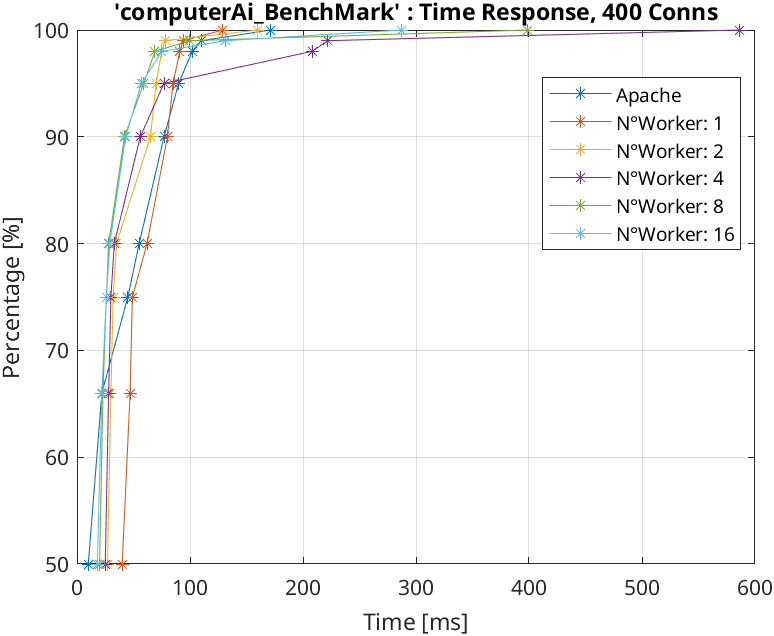 'computerAi_BenchMark' : Time Response, 400 Conns
100
90
80
70
60
50
Percentage [%]
0 100 200 300 400 500 600
Time [ms]
Apache
N°Worker: 1
N°Worker: 2
N°Worker: 4
N°Worker: 8
N°Worker: 16